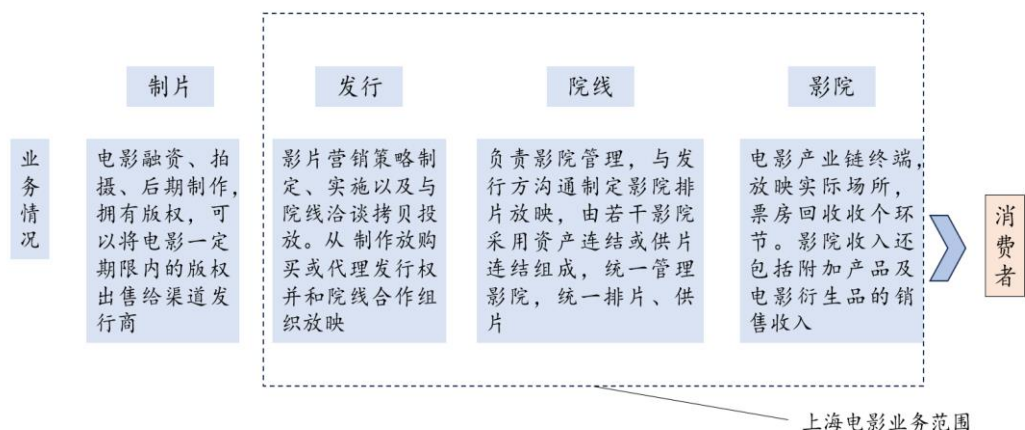 制片
发行
院线
影院
业
务
情
况
电影融资、拍
摄、后期制作，
拥有版权，可
以将电影一定
期限内的版权
出售给渠道发
行商
影片营销策略制
定、实施以及与
院线洽谈拷贝投
放。从 制作放购
买或代理发行权
并和院线合作组
织放映
负责影院管理，与发
行方沟通制定影院排
片放映，由若干影院
采用资产连结或供片
连结组成，统一管理
影院，统一排片、供
片
电影产业链终端，
放映实际场所，
票房回收收个环
节。影院收入还
包括附加产品及
电影衍生品的销
售收入
消
费
者
上海电影业务范围